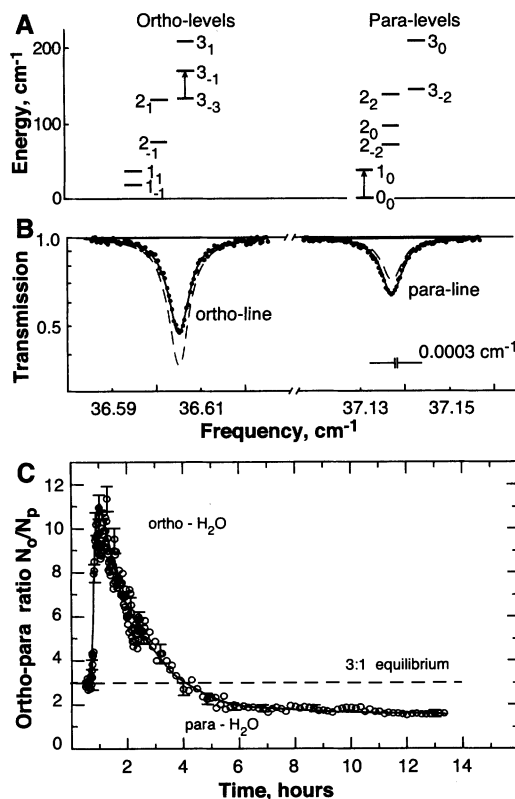 A
Ortho-levels
Para-levels
Energy, cm-1
200
100
0
3₁
3₋₁
3₋₃
2₁
2₋₁
1₁
1₋₁
3₀
3₋₂
2₂
2₀
2₋₂
1₀
0₀
B
Transmission
1.0
0.5
ortho-line
para-line
0.0003 cm-1
36.59 36.61 37.13 37.15
Frequency, cm-1
C
Ortho-para ratio Nₒ/Nₚ
12
10
8
6
4
2
0
ortho - H₂O
3:1 equilibrium
para - H₂O
2 4 6 8 10 12 14
Time, hours